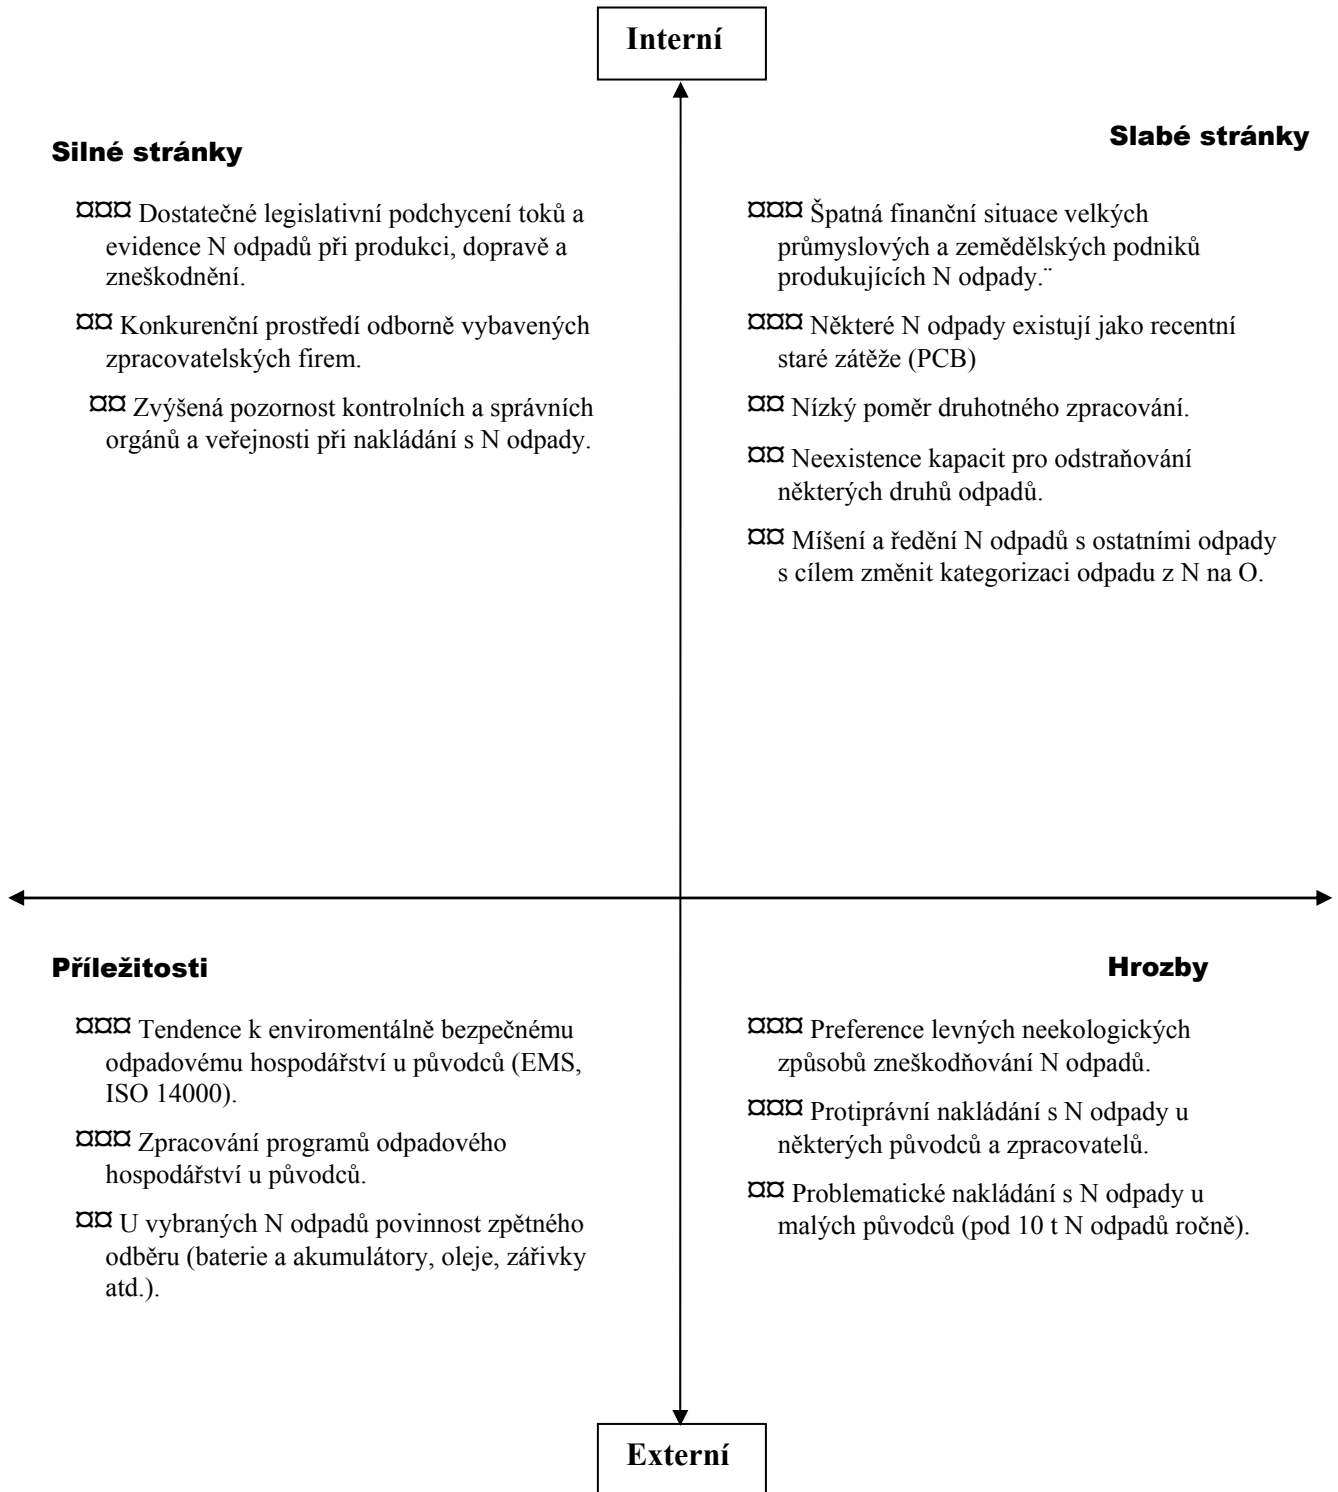 Interní
Silné stránky
¤¤¤ Dostatečné legislativní podchycení toků a
evidence N odpadů při produkci, dopravě a
zneškodnění.
¤¤ Konkurenční prostředí odborně vybavených
zpracovatelských firem.
¤¤ Zvýšená pozornost kontrolních a správních
orgánů a veřejnosti při nakládání s N odpady.
Slabé stránky
¤¤¤ Špatná finanční situace velkých
průmyslových a zemědělských podniků
produkujících N odpady.¨
¤¤¤ Některé N odpady existují jako recentní
staré zátěže (PCB)
¤¤ Nízký poměr druhotného zpracování.
¤¤ Neexistence kapacit pro odstraňování
některých druhů odpadů.
¤¤ Míšení a ředění N odpadů s ostatními odpady
s cílem změnit kategorizaci odpadu z N na O.
Příležitosti
¤¤¤ Tendence k enviromentálně bezpečnému
odpadovému hospodářství u původců (EMS,
ISO 14000).
¤¤¤ Zpracování programů odpadového
hospodářství u původců.
¤¤ U vybraných N odpadů povinnost zpětného
odběru (baterie a akumulátory, oleje, zářivky
atd.).
Hrozby
¤¤¤ Preference levných neekologických
způsobů zneškodňování N odpadů.
¤¤¤ Protiprávní nakládání s N odpady u
některých původců a zpracovatelů.
¤¤ Problematické nakládání s N odpady u
malých původců (pod 10 t N odpadů ročně).
Externí